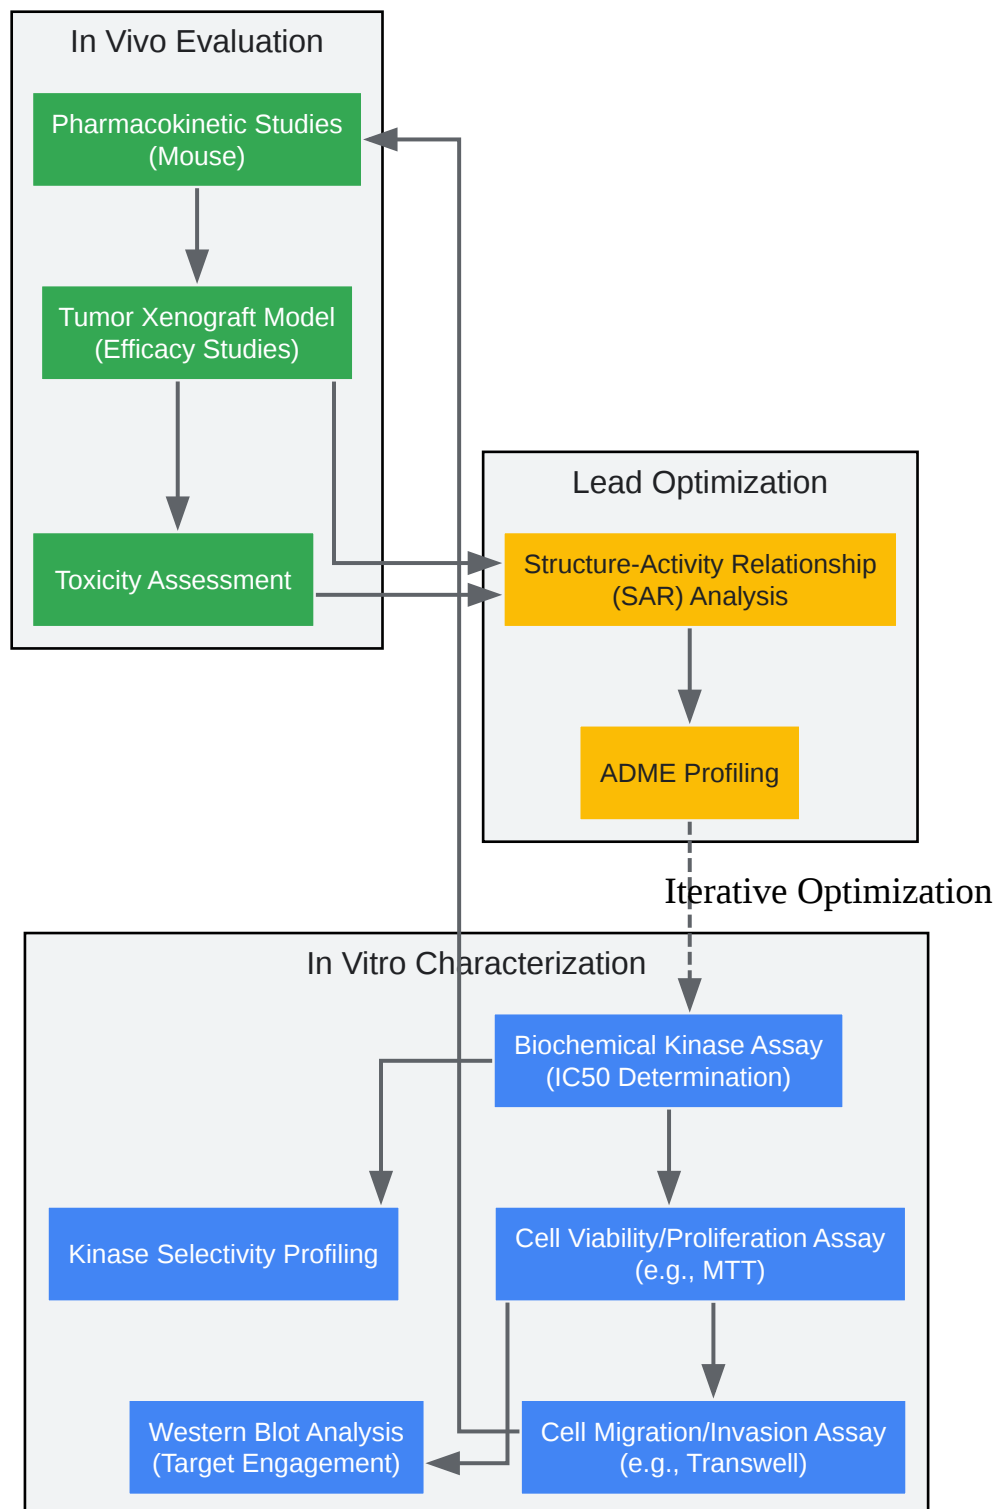 In Vivo Evaluation
Pharmacokinetic Studies
(Mouse)
Tumor Xenograft Model
(Efficacy Studies)
Toxicity Assessment
Lead Optimization
Structure-Activity Relationship
(SAR) Analysis
ADME Profiling
Iterative Optimization
In Vitro Characterization
Biochemical Kinase Assay
(IC50 Determination)
Kinase Selectivity Profiling
Cell Viability/Proliferation Assay
(e.g., MTT)
Western Blot Analysis
(Target Engagement)
Cell Migration/Invasion Assay
(e.g., Transwell)